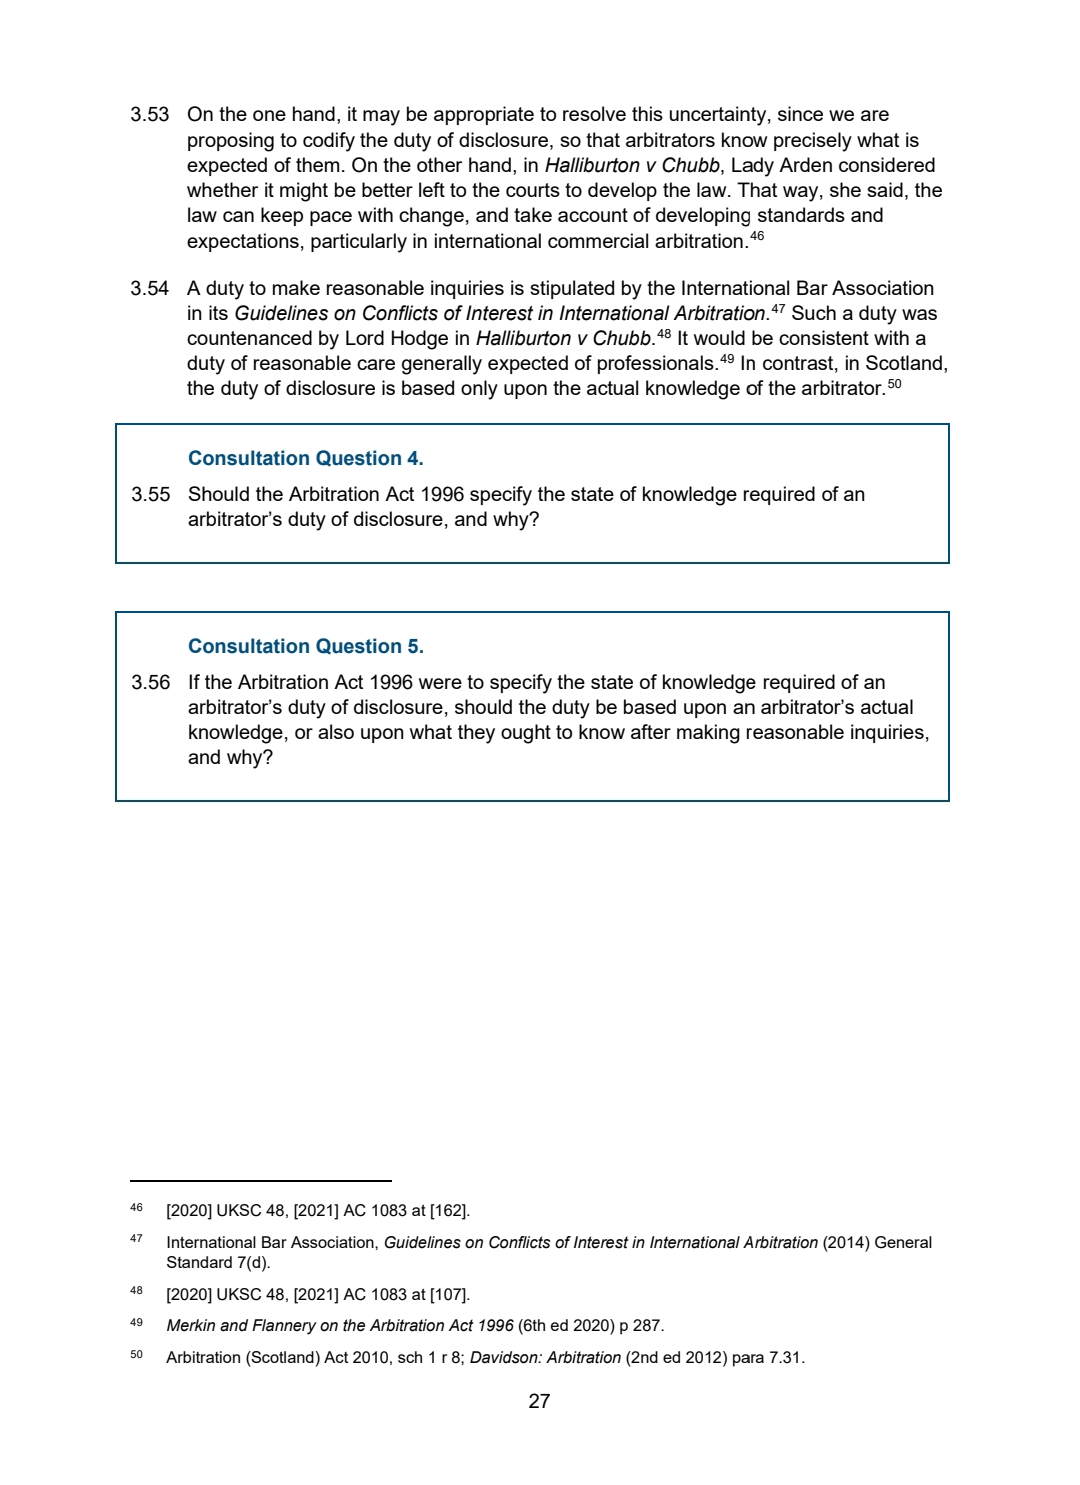 3.53 On the one hand, it may be appropriate to resolve this uncertainty, since we are
proposing to codify the duty of disclosure, so that arbitrators know precisely what is
expected of them. On the other hand, in Halliburton v Chubb, Lady Arden considered
whether it might be better left to the courts to develop the law. That way, she said, the
law can keep pace with change, and take account of developing standards and
expectations, particularly in international commercial arbitration.46
3.54 A duty to make reasonable inquiries is stipulated by the International Bar Association
in its Guidelines on Conflicts of Interest in International Arbitration.47 Such a duty was
countenanced by Lord Hodge in Halliburton v Chubb.48 It would be consistent with a
duty of reasonable care generally expected of professionals.49 In contrast, in Scotland,
the duty of disclosure is based only upon the actual knowledge of the arbitrator.50
Consultation Question 4.
3.55 Should the Arbitration Act 1996 specify the state of knowledge required of an
arbitrator’s duty of disclosure, and why?
Consultation Question 5.
3.56 If the Arbitration Act 1996 were to specify the state of knowledge required of an
arbitrator’s duty of disclosure, should the duty be based upon an arbitrator’s actual
knowledge, or also upon what they ought to know after making reasonable inquiries,
and why?
46 [2020] UKSC 48, [2021] AC 1083 at [162].
47 International Bar Association, Guidelines on Conflicts of Interest in International Arbitration (2014) General
Standard 7(d).
48 [2020] UKSC 48, [2021] AC 1083 at [107].
49 Merkin and Flannery on the Arbitration Act 1996 (6th ed 2020) p 287.
50 Arbitration (Scotland) Act 2010, sch 1 r 8; Davidson: Arbitration (2nd ed 2012) para 7.31.
27